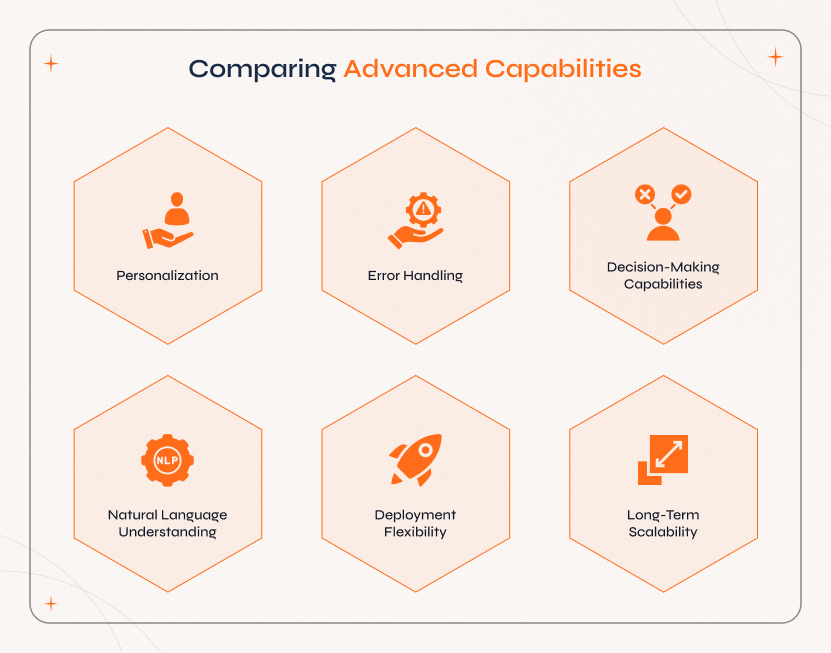 Comparing Advanced Capabilities
Personalization
Error Handling
Decision-Making
Capabilities
NLP
Natural Language
Understanding
Deployment
Flexibility
Long-Term
Scalability